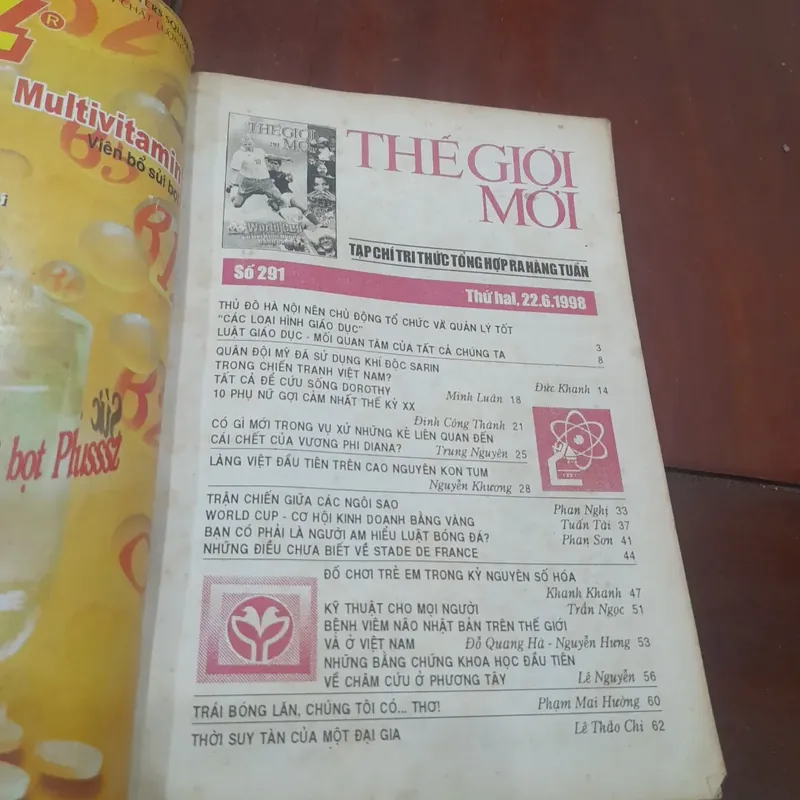 CHẤT LƯỢNG
Multivitamin
Viên bổ sủi bọt
bọt Plusssz
THẾ GIỚI
MỚI
World Cup
THẾ GIỚI
MỚI
TẠP CHÍ TRI THỨC TỔNG HỢP RA HÀNG TUẦN
Số 291
Thứ hai, 22.6.1998
THỦ ĐÔ HÀ NỘI NÊN CHỦ ĐỘNG TỔ CHỨC VÀ QUẢN LÝ TỐT
"CÁC LOẠI HÌNH GIÁO DỤC" 3
LUẬT GIÁO DỤC - MỐI QUAN TÂM CỦA TẤT CẢ CHÚNG TA 8
QUÂN ĐỘI MỸ ĐÃ SỬ DỤNG KHÍ ĐỘC SARIN
TRONG CHIẾN TRANH VIỆT NAM? Đức Khanh 14
TẤT CẢ ĐỂ CỨU SỐNG DOROTHY Minh Luân 18
10 PHỤ NỮ GỢI CẢM NHẤT THẾ KỶ XX
Đinh Công Thành 21
CÓ GÌ MỚI TRONG VỤ XỬ NHỮNG KẺ LIÊN QUAN ĐẾN
CÁI CHẾT CỦA VƯƠNG PHI DIANA? Trung Nguyên 25
LÀNG VIỆT ĐẦU TIÊN TRÊN CAO NGUYÊN KON TUM
Nguyễn Khương 28
TRẬN CHIẾN GIỮA CÁC NGÔI SAO Phan Nghị 33
WORLD CUP - CƠ HỘI KINH DOANH BẰNG VÀNG Tuấn Tài 37
BẠN CÓ PHẢI LÀ NGƯỜI AM HIỂU LUẬT BÓNG ĐÁ? Phan Sơn 41
NHỮNG ĐIỀU CHƯA BIẾT VỀ STADE DE FRANCE 44
ĐỒ CHƠI TRẺ EM TRONG KỶ NGUYÊN SỐ HÓA
Khanh Khanh 47
KỸ THUẬT CHO MỌI NGƯỜI Trần Ngọc 51
BỆNH VIÊM NÃO NHẬT BẢN TRÊN THẾ GIỚI
VÀ Ở VIỆT NAM Đỗ Quang Hà - Nguyễn Hưng 53
NHỮNG BẰNG CHỨNG KHOA HỌC ĐẦU TIÊN
VỀ CHÂM CỨU Ở PHƯƠNG TÂY Lê Nguyễn 56
TRÁI BÓNG LĂN, CHÚNG TÔI CÓ... THƠ! Phạm Mai Hường 60
THỜI SUY TÀN CỦA MỘT ĐẠI GIA Lê Thảo Chi 62